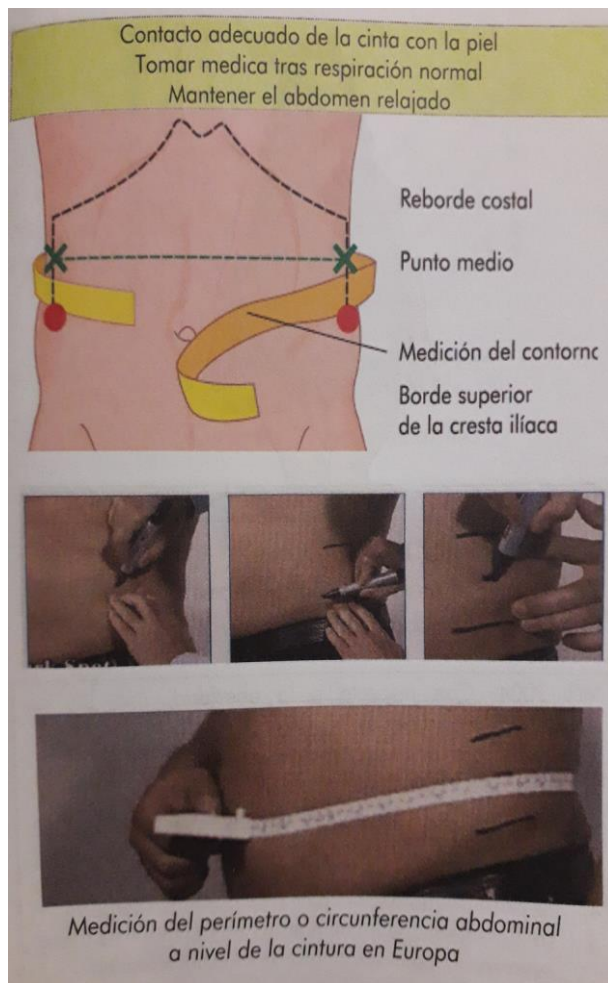 Contacto adecuado de la cinta con la piel
Tomar medica tras respiración normal
Mantener el abdomen relajado
Reborde costal
Punto medio
Medición del contorno
Borde superior
de la cresta ilíaca
Medición del perímetro o circunferencia abdominal
a nivel de la cintura en Europa